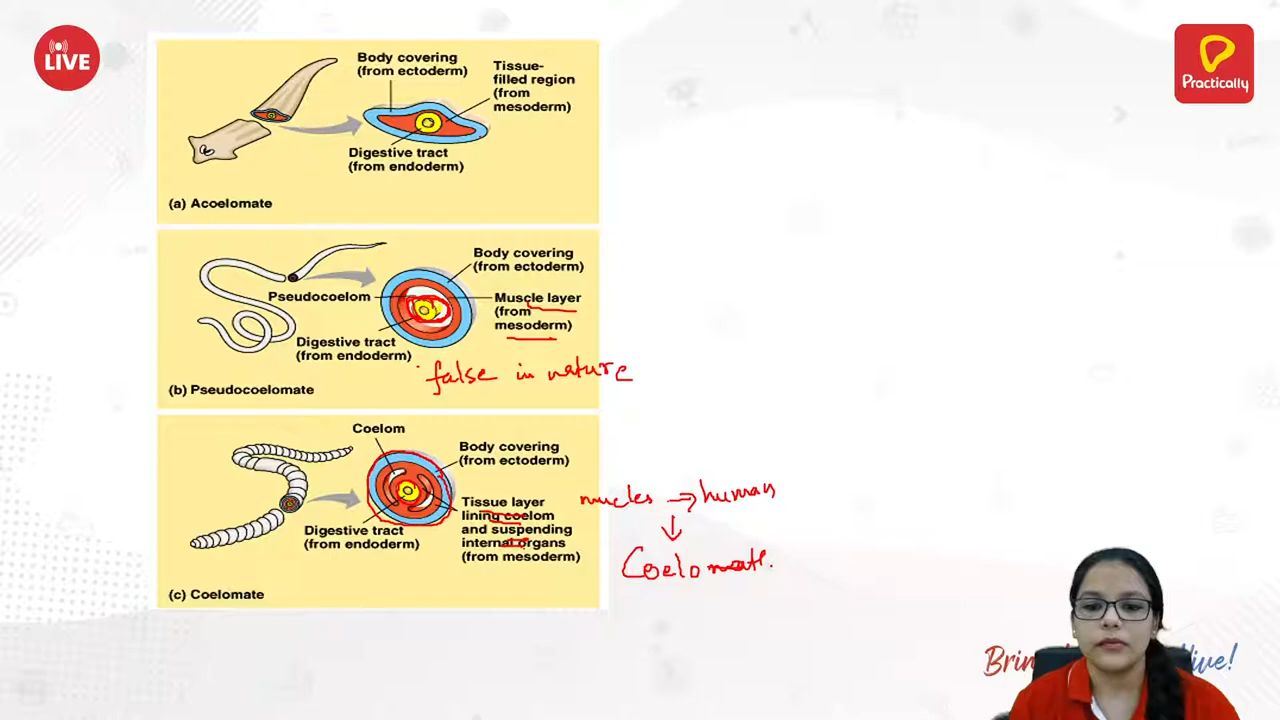 LIVE
Practically
Body covering
(from ectoderm)
Tissue-
filled region
(from
mesoderm)
Digestive tract
(from endoderm)
(a) Acoelomate
Body covering
(from ectoderm)
Pseudocoelom
Muscle layer
(from
mesoderm)
Digestive tract
(from endoderm)
false in nature
(b) Pseudocoelomate
Coelom
Body covering
(from ectoderm)
Tissue layer
lining coelom
and suspending
internal organs
(from mesoderm)
Digestive tract
(from endoderm)
(c) Coelomate
mucles → human
↓
Coelomate.